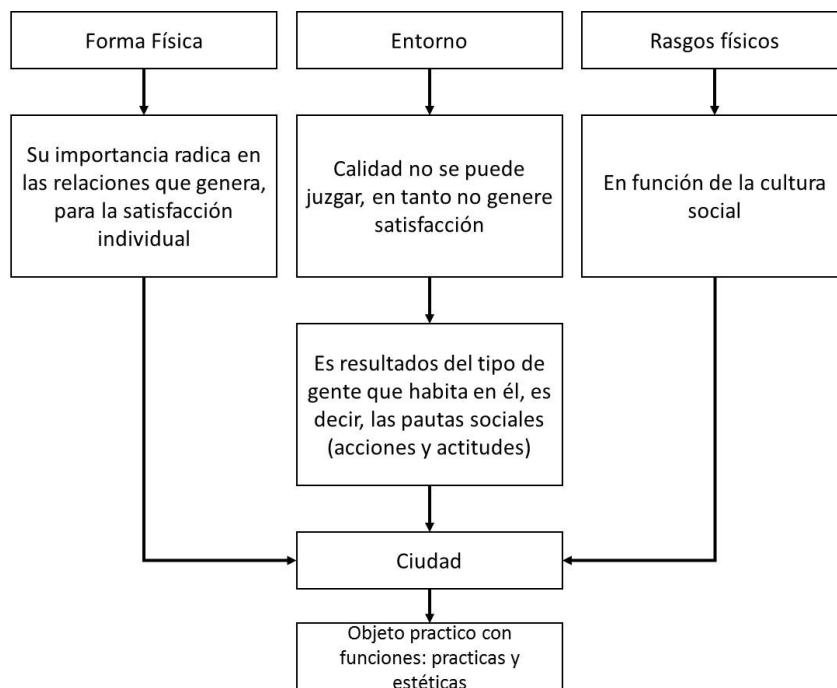 Forma Física
Entorno
Rasgos físicos
Su importancia radica en
las relaciones que genera,
para la satisfacción
individual
Calidad no se puede
juzgar, en tanto no genere
satisfacción
En función de la cultura
social
Es resultados del tipo de
gente que habita en él, es
decir, las pautas sociales
(acciones y actitudes)
Ciudad
Objeto practico con
funciones: practicas y
estéticas